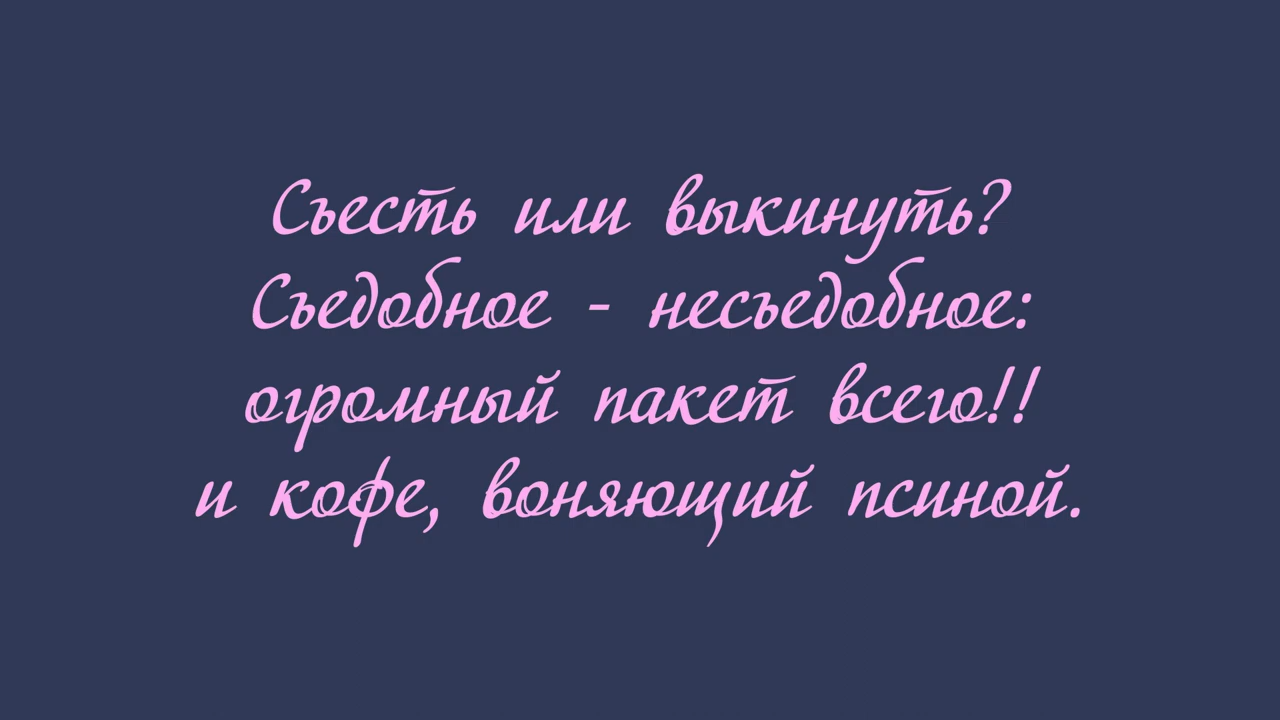 Съесть или выкинуть?
Съедобное - несъедобное:
огромный пакет всего!!
и кофе, воняющий псиной.